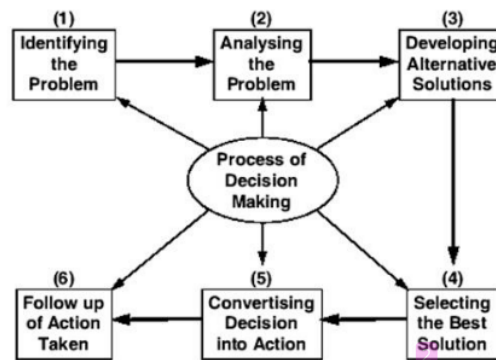 (1)
Identifying
the
Problem
(2)
Analysing
the
Problem
(3)
Developing
Alternative
Solutions
Process of
Decision
Making
(6)
Follow up
of Action
Taken
(5)
Convertising
Decision
into Action
(4)
Selecting
the Best
Solution